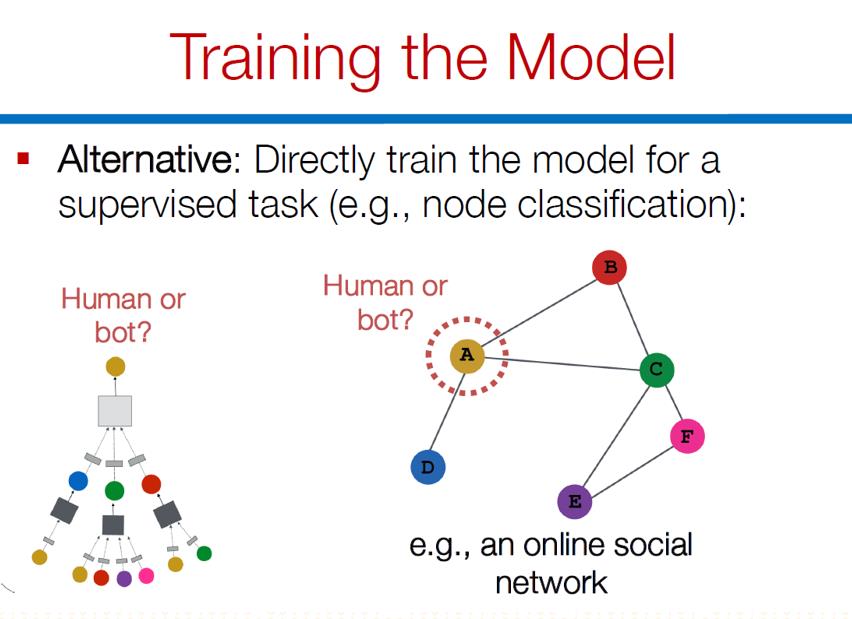 Training the Model
Alternative: Directly train the model for a
supervised task (e.g., node classification):
Human or
bot?
Human or
bot?
B
A
C
F
D
E
e.g., an online social
network